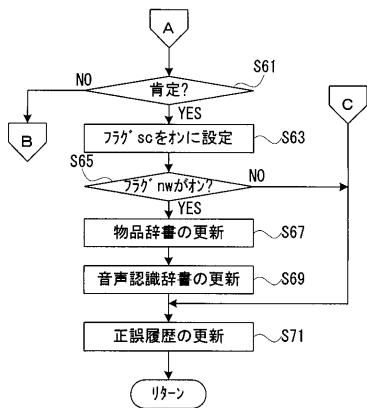 A
S61
NO
肯定?
YES
B
C
フラグscをオンに設定
S63
S65
フラグnwがオン?
NO
YES
物品辞書の更新
S67
音声認識辞書の更新
S69
正誤履歴の更新
S71
リターン